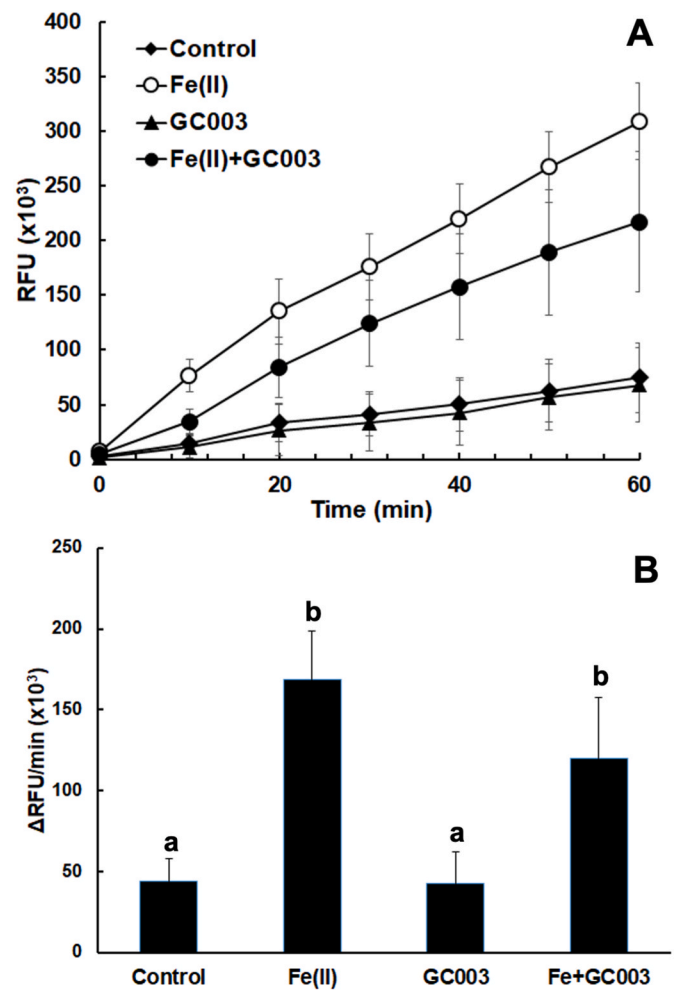 A
Control
Fe(II)
GC003
Fe(II)+GC003
400
350
300
250
200
150
100
50
0
RFU (x10³)
0 20 40 60
Time (min)
B
250
200
150
100
50
0
ΔRFU/min (x10³)
a b a b
Control Fe(II) GC003 Fe+GC003